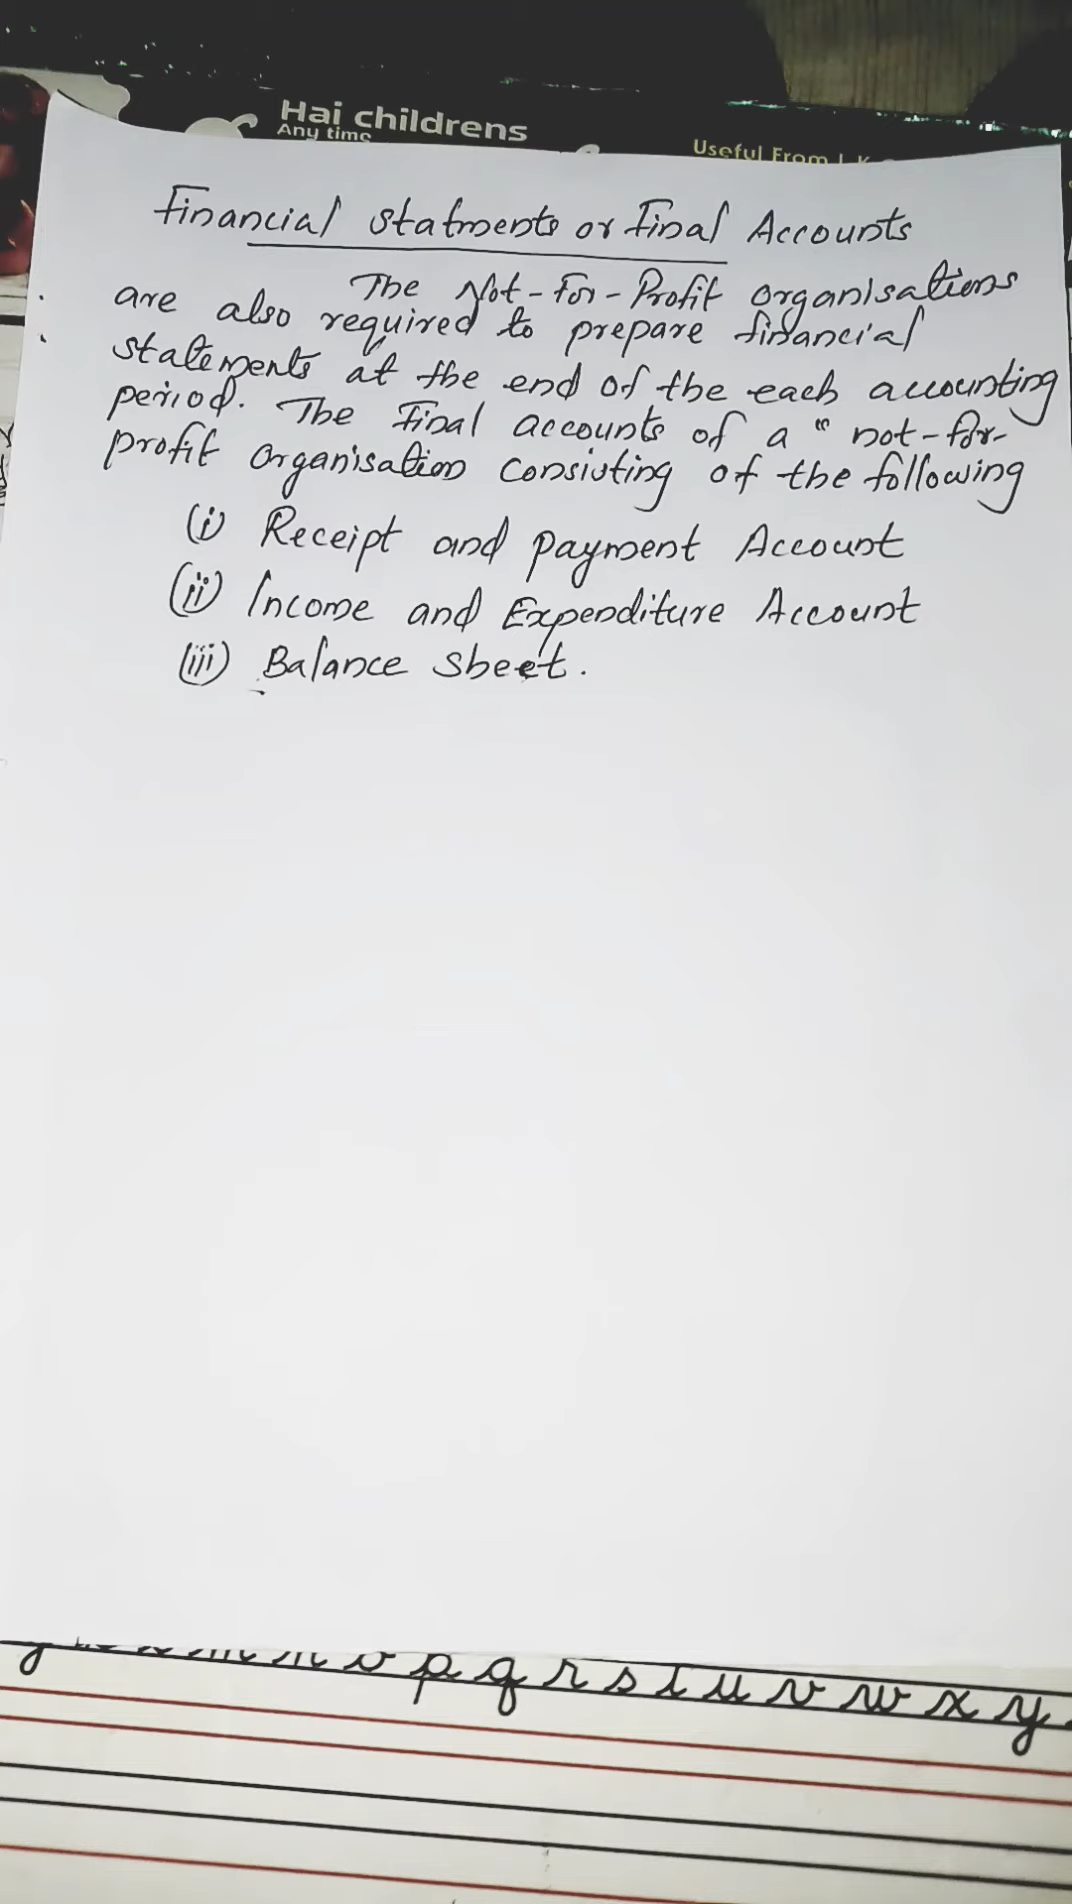 Hai childrens
Any time
Useful From
Financial statments or Final Accounts
The Not-For-Profit organisations
are also required to prepare financial
statements at the end of the each accounting
period. The Final accounts of a " not-for-
profit organisation consisting of the following
(i) Receipt and payment Account
(ii) Income and Expenditure Account
(iii) Balance sheet.
p q r s t u v w x y